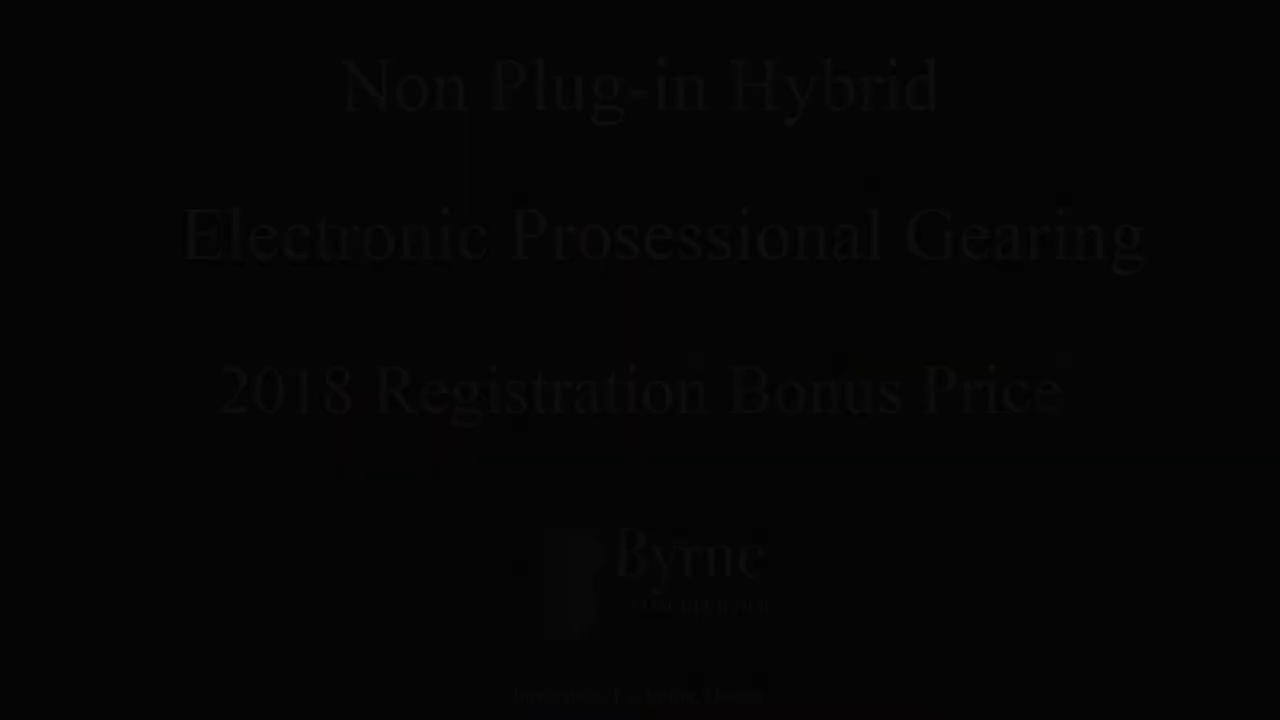 Non Plug-in Hybrid
Electronic Prosessional Gearing
2018 Registration Bonus Price
Byrne